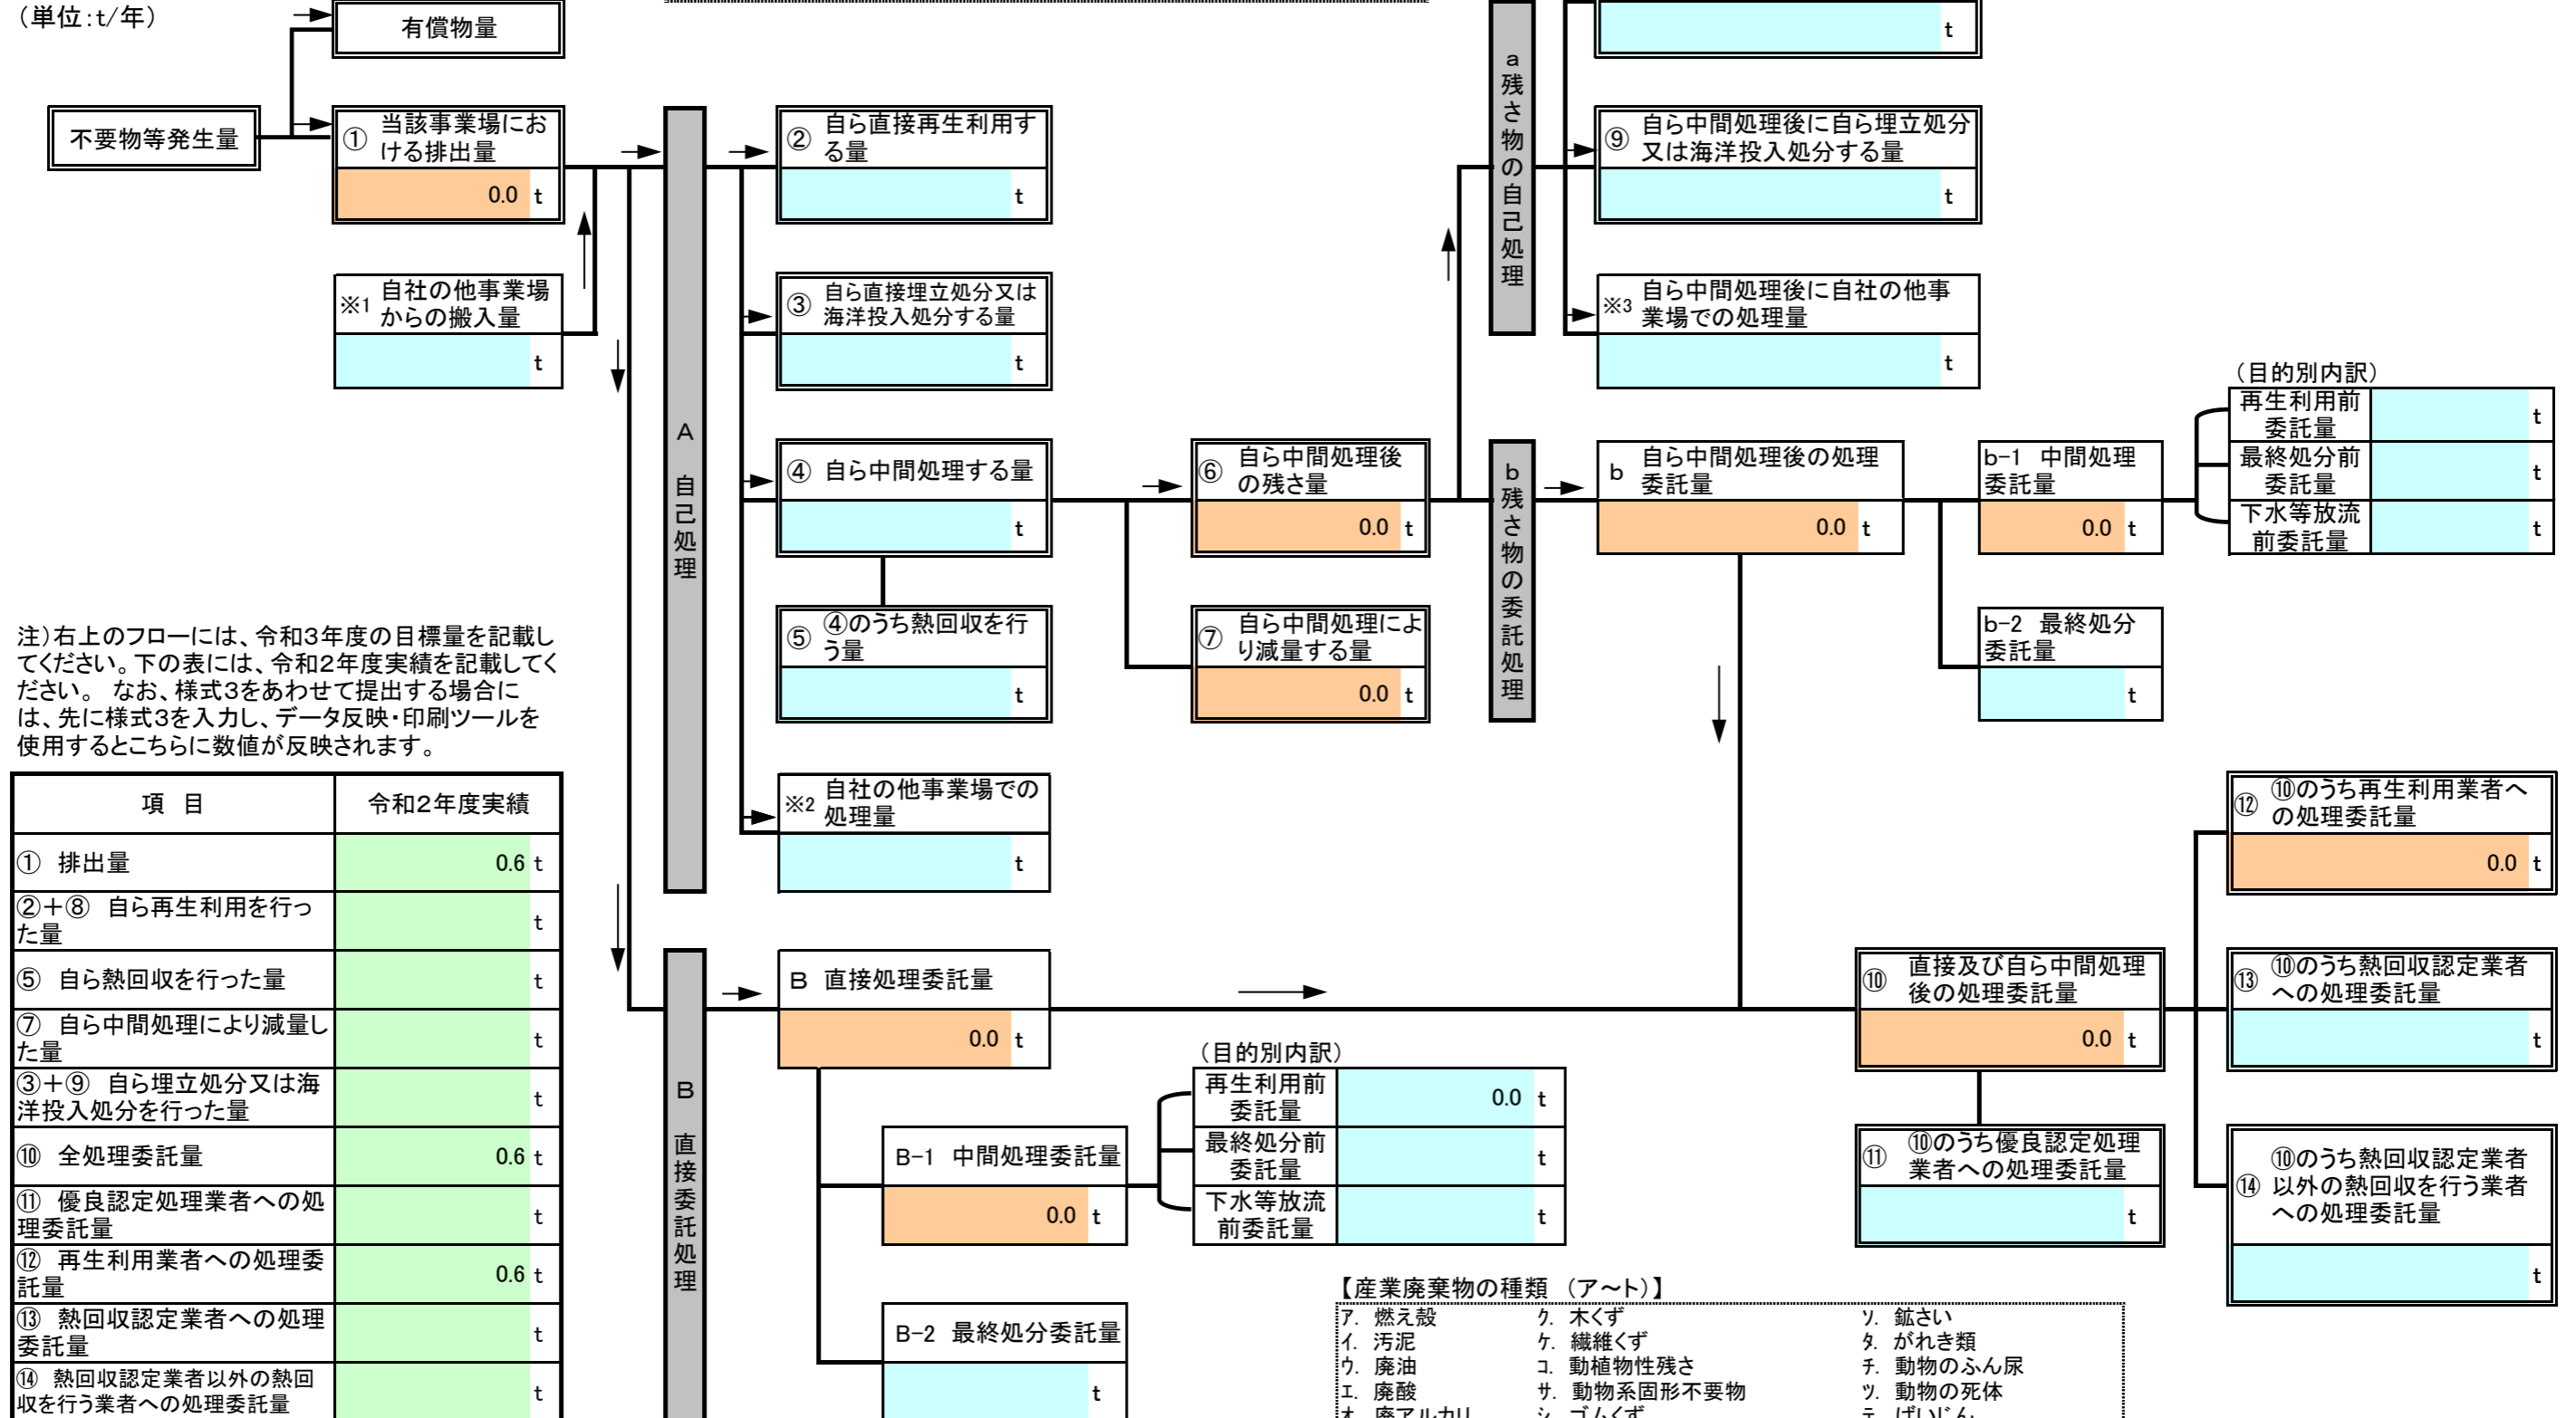 （単位：t/年）
有償物量
不要物等発生量
① 当該事業場にお
ける排出量
0.0 t
※1 自社の他事業場
からの搬入量
t
A 自己処理
② 自ら直接再生利用す
る量
t
③ 自ら直接埋立処分又は
海洋投入処分する量
t
④ 自ら中間処理する量
t
⑤ ④のうち熱回収を行
う量
t
※2 自社の他事業場での
処理量
t
⑥ 自ら中間処理後
の残さ量
0.0 t
⑦ 自ら中間処理によ
り減量する量
0.0 t
a 残さ物の自己処理
t
⑨ 自ら中間処理後に自ら埋立処分
又は海洋投入処分する量
t
※3 自ら中間処理後に自社の他事
業場での処理量
t
b 残さ物の委託処理
b 自ら中間処理後の処理
委託量
0.0 t
b-1 中間処理
委託量
0.0 t
（目的別内訳）
再生利用前
委託量
t
最終処分前
委託量
t
下水等放流
前委託量
t
b-2 最終処分
委託量
t
注）右上のフローには、令和３年度の目標量を記載し
てください。下の表には、令和２年度実績を記載してく
ださい。 なお、様式３をあわせて提出する場合に
は、先に様式３を入力し、データ反映・印刷ツールを
使用するとこちらに数値が反映されます。
項 目 令和２年度実績
① 排出量 0.6 t
②＋⑧ 自ら再生利用を行っ
た量
t
⑤ 自ら熱回収を行った量 t
⑦ 自ら中間処理により減量し
た量
t
③＋⑨ 自ら埋立処分又は海
洋投入処分を行った量
t
⑩ 全処理委託量 0.6 t
⑪ 優良認定処理業者への処
理委託量
t
⑫ 再生利用業者への処理委
託量
0.6 t
⑬ 熱回収認定業者への処理
委託量
t
⑭ 熱回収認定業者以外の熱回
収を行う業者への処理委託量
t
B 直接委託処理
B 直接処理委託量
0.0 t
B-1 中間処理委託量
0.0 t
（目的別内訳）
再生利用前
委託量
0.0 t
最終処分前
委託量
t
下水等放流
前委託量
t
B-2 最終処分委託量
t
⑩ 直接及び自ら中間処理
後の処理委託量
0.0 t
⑪ ⑩のうち優良認定処理
業者への処理委託量
t
⑫ ⑩のうち再生利用業者へ
の処理委託量
0.0 t
⑬ ⑩のうち熱回収認定業者
への処理委託量
t
⑭ ⑩のうち熱回収認定業者
以外の熱回収を行う業者
への処理委託量
t
【産業廃棄物の種類 （ア～ト）】
ア. 燃え殻 ク. 木くず ソ. 鉱さい
イ. 汚泥 ケ. 繊維くず タ. がれき類
ウ. 廃油 コ. 動植物性残さ チ. 動物のふん尿
エ. 廃酸 サ. 動物系固形不要物 ツ. 動物の死体
オ. 廃アルカリ シ. ゴムくず テ. ばいじん